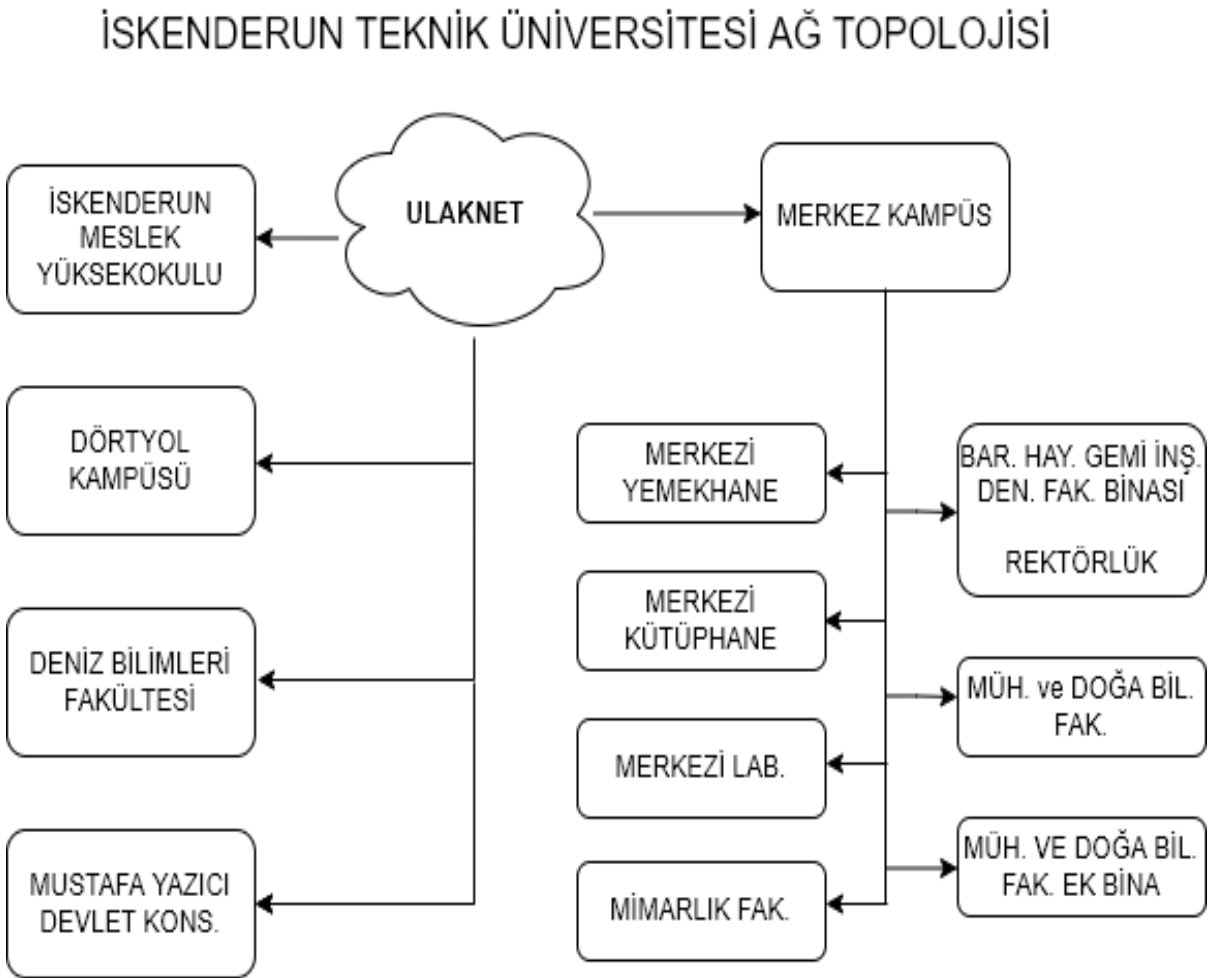 İSKENDERUN TEKNİK ÜNİVERSİTESİ AĞ TOPOLOJİSİ
ULAKNET
MERKEZ KAMPÜS
İSKENDERUN
MESLEK
YÜKSEKOKULU
DÖRTYOL
KAMPÜSÜ
DENİZ BİLİMLERİ
FAKÜLTESİ
MUSTAFA YAZICI
DEVLET KONS.
MERKEZİ
YEMEKHANE
MERKEZİ
KÜTÜPHANE
MERKEZİ LAB.
MİMARLIK FAK.
BAR. HAY. GEMİ İNŞ.
DEN. FAK. BİNASI
REKTÖRLÜK
MÜH. ve DOĞA BİL.
FAK.
MÜH. VE DOĞA BİL.
FAK. EK BİNA